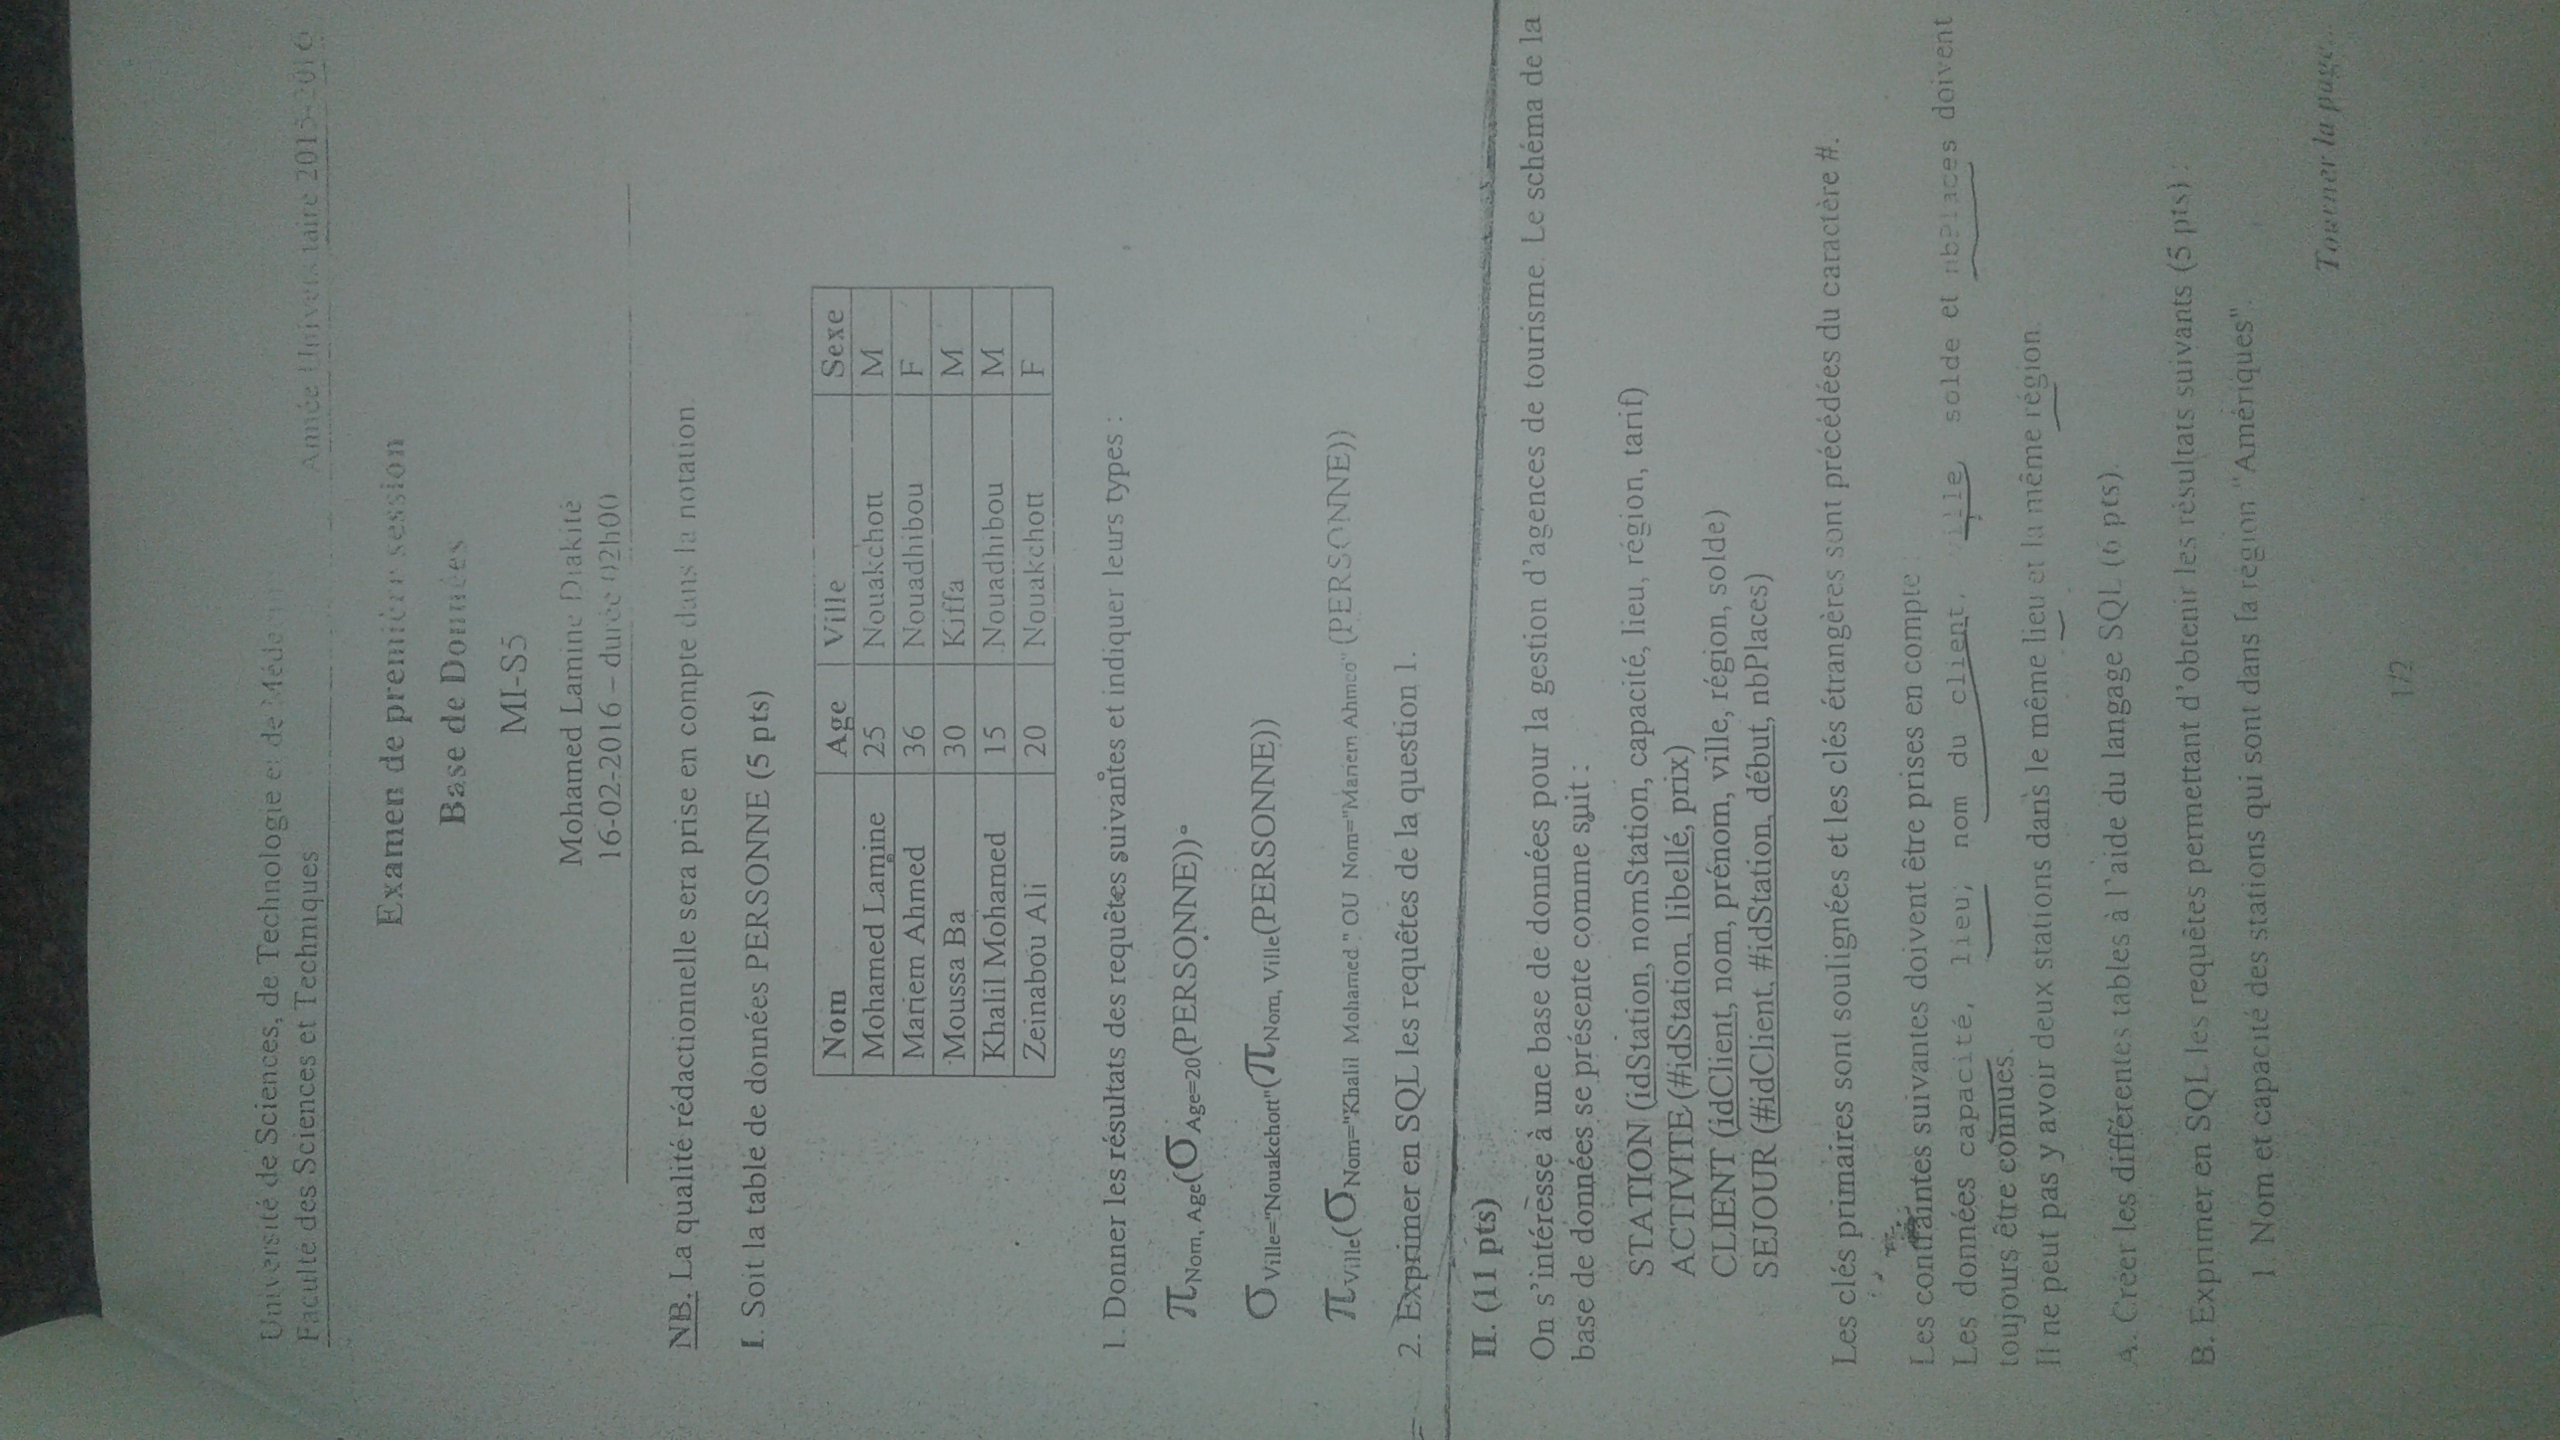 Université de Sciences, de Technologie et de Médec
Faculté des Sciences et Techniques
Année Universitaire 2015-2016
Examen de première session
Base de Données
MI-S5
Mohamed Lamine Diakité
16-02-2016 – durée 02h00
NB. La qualité rédactionnelle sera prise en compte dans la notation.
I. Soit la table de données PERSONNE (5 pts)
Nom Age Ville Sexe
Mohamed Lamine 25 Nouakchott M
Mariem Ahmed 36 Nouadhibou F
Moussa Ba 30 Kiffa M
Khalil Mohamed 15 Nouadhibou M
Zeinabou Ali 20 Nouakchott F
1. Donner les résultats des requêtes suivantes et indiquer leurs types :
π Nom, Age(σ Age=20(PERSONNE))
σ Ville="Nouakchott"(π Nom, Ville(PERSONNE))
π Ville(σ Nom="Khalil Mohamed " OU Nom="Mariem Ahmed" (PERSONNE))
2. Exprimer en SQL les requêtes de la question 1.
II. (11 pts)
On s'intéresse à une base de données pour la gestion d'agences de tourisme. Le schéma de la
base de données se présente comme suit :
STATION (idStation, nomStation, capacité, lieu, région, tarif)
ACTIVITE (#idStation, libellé, prix)
CLIENT (idClient, nom, prénom, ville, région, solde)
SEJOUR (#idClient, #idStation, début, nbPlaces)
Les clés primaires sont soulignées et les clés étrangères sont précédées du caractère #.
Les contraintes suivantes doivent être prises en compte :
Les données capacité, lieu, nom du client, ville, solde et nbPlaces doivent
toujours être connues.
Il ne peut pas y avoir deux stations dans le même lieu et la même région.
A. Créer les différentes tables à l'aide du langage SQL (6 pts).
B. Exprimer en SQL les requêtes permettant d'obtenir les résultats suivants (5 pts) :
1. Nom et capacité des stations qui sont dans la région "Amériques".
Tourner la page...
1/2